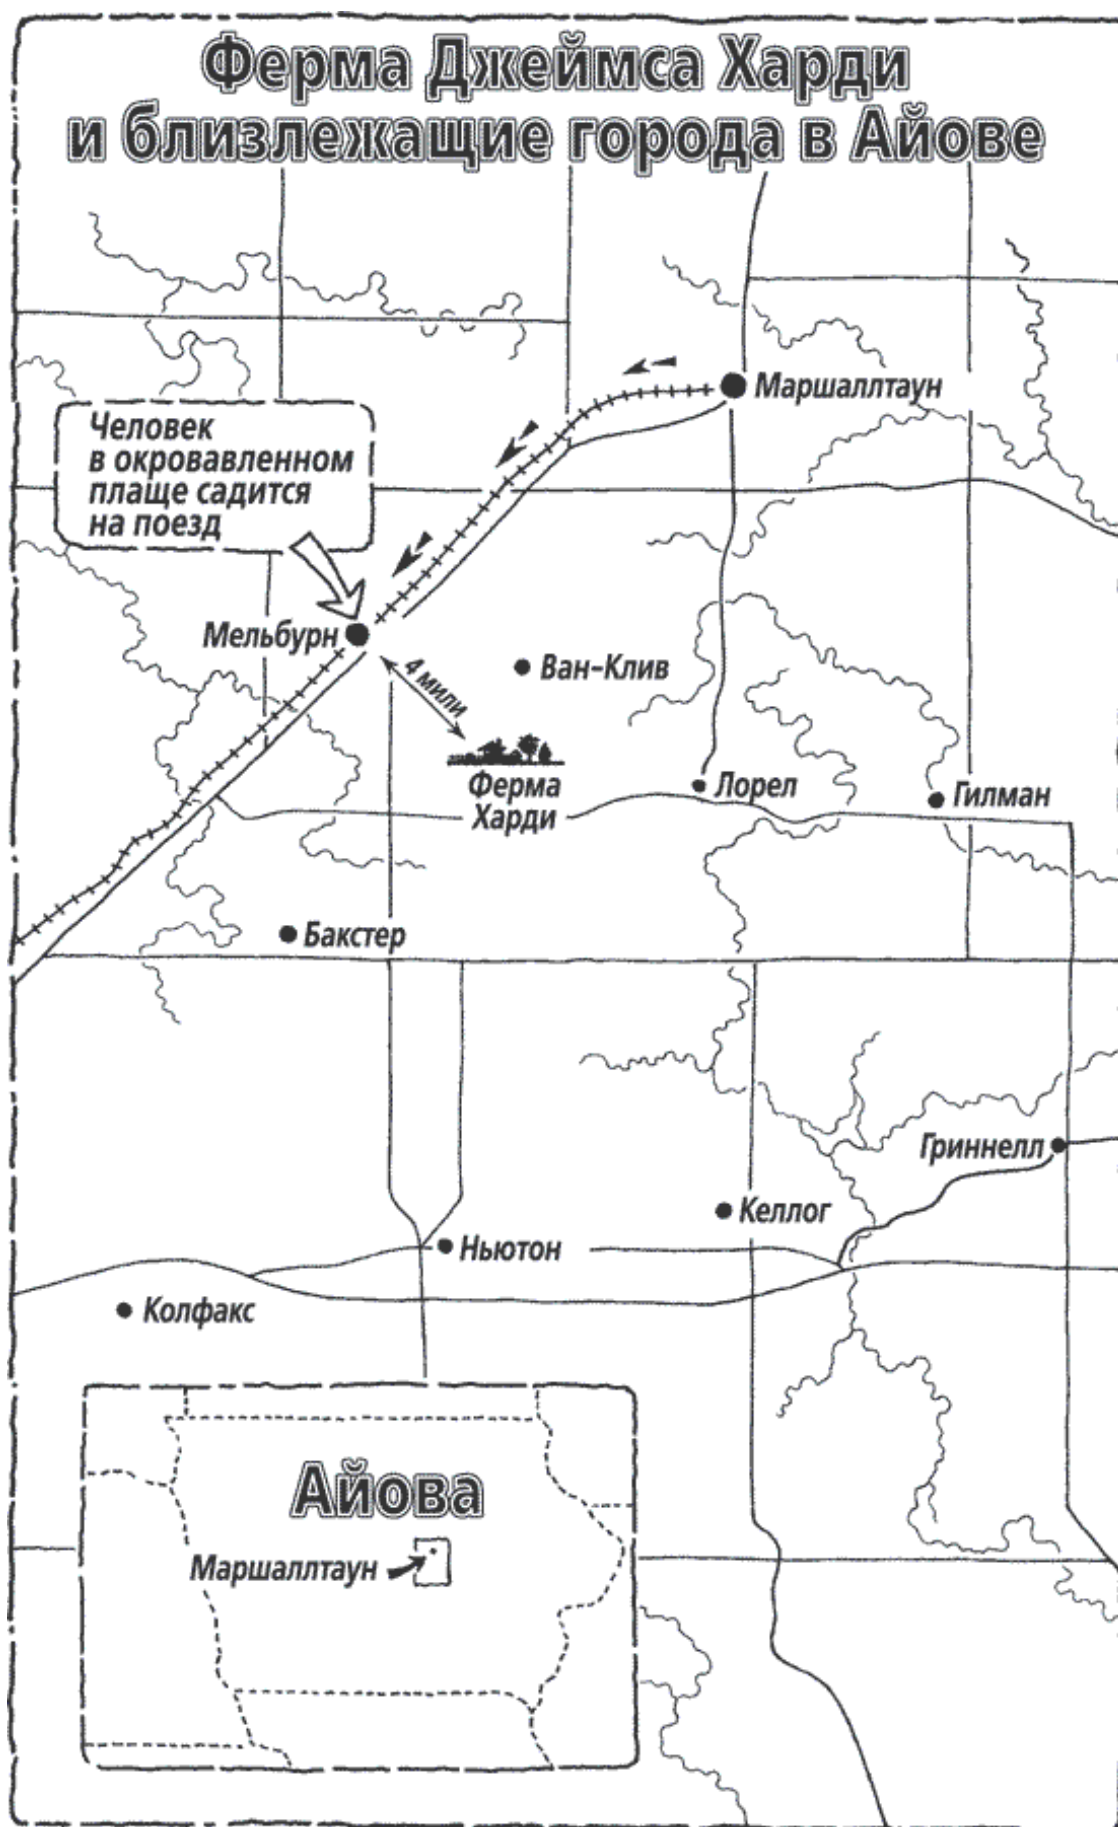 Ферма Джеймса Харди
и близлежащие города в Айове
Маршаллтаун
Человек
в окровавленном
плаще садится
на поезд
Мельбурн
Ван-Клив
4 мили
Ферма
Харди
Лорел
Гилман
Бакстер
Гриннелл
Келлог
Ньютон
Колфакс
Айова
Маршаллтаун